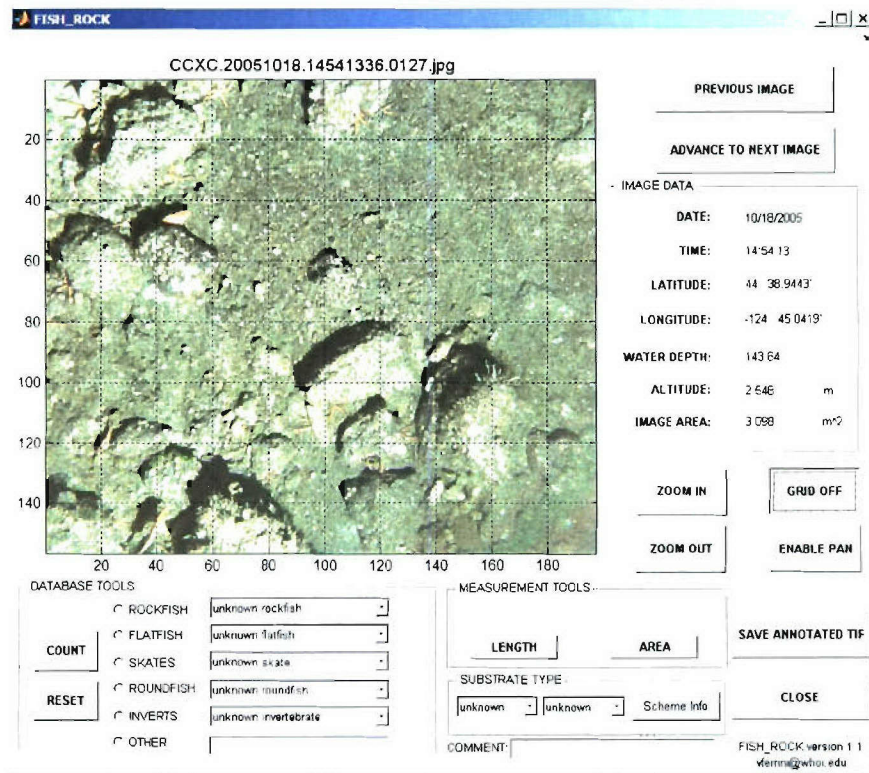 FISH_ROCK
CCXC.20051018.14541336.0127.jpg
20
40
60
80
100
120
140
20 40 60 80 100 120 140 160 180
PREVIOUS IMAGE
ADVANCE TO NEXT IMAGE
IMAGE DATA
DATE: 10/18/2005
TIME: 14:54:13
LATITUDE: 44 38.9443'
LONGITUDE: -124 45.0419'
WATER DEPTH: 143.64
ALTITUDE: 2.546 m
IMAGE AREA: 3.098 m^2
ZOOM IN GRID OFF
ZOOM OUT ENABLE PAN
DATABASE TOOLS
COUNT
RESET
ROCKFISH unknown rockfish
FLATFISH unknown flatfish
SKATES unknown skate
ROUNDFISH unknown roundfish
INVERTS unknown invertebrate
OTHER
MEASUREMENT TOOLS
LENGTH AREA
SUBSTRATE TYPE
unknown unknown Scheme Info
COMMENT:
SAVE ANNOTATED TIF
CLOSE
FISH_ROCK version 1.1
@whoi.edu